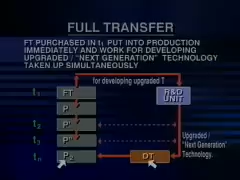 FULL TRANSFER
FT PURCHASED IN t₁ PUT INTO PRODUCTION
IMMEDIATELY AND WORK FOR DEVELOPING
UPGRADED / "NEXT GENERATION" TECHNOLOGY
TAKEN UP SIMULTANEOUSLY
for developing upgraded T
t₁ FT R&D
UNIT
P
t₂ P'
t₃ P"
Upgraded /
"Next Generation"
Technology.
tₙ P₂ DT